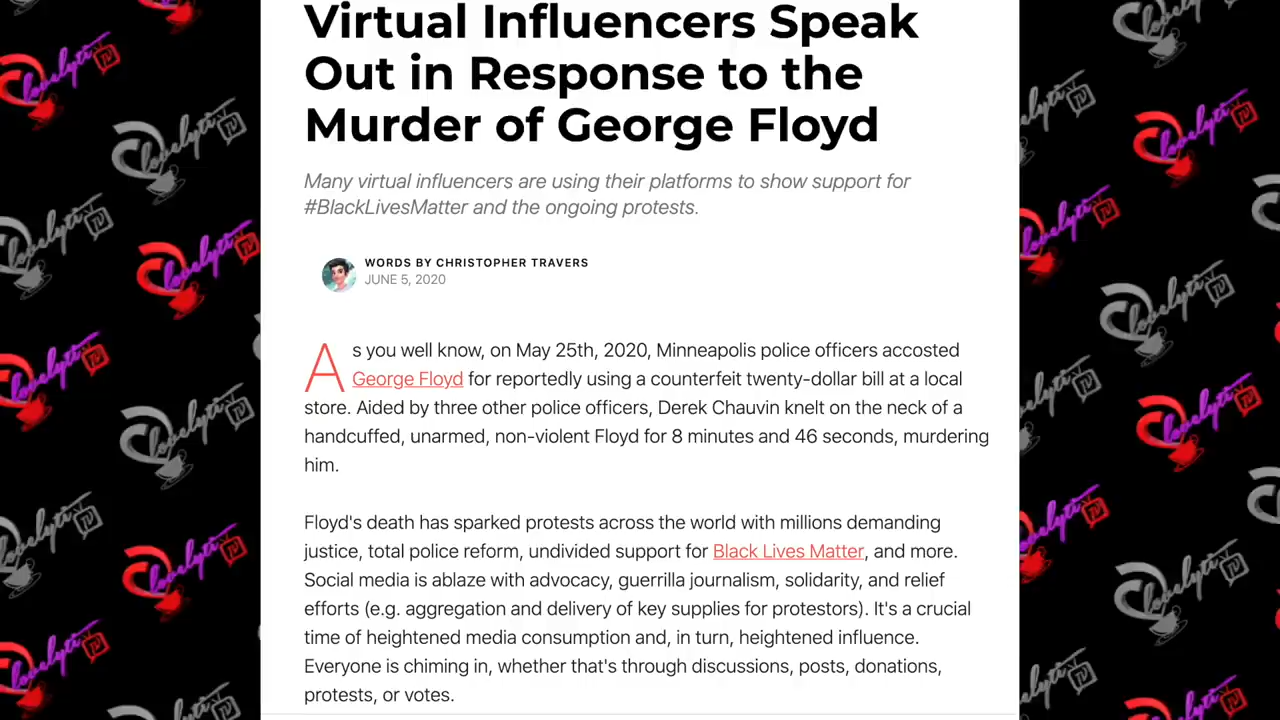 Virtual Influencers Speak
Out in Response to the
Murder of George Floyd
Many virtual influencers are using their platforms to show support for
#BlackLivesMatter and the ongoing protests.
WORDS BY CHRISTOPHER TRAVERS
JUNE 5, 2020
As you well know, on May 25th, 2020, Minneapolis police officers accosted
George Floyd for reportedly using a counterfeit twenty-dollar bill at a local
store. Aided by three other police officers, Derek Chauvin knelt on the neck of a
handcuffed, unarmed, non-violent Floyd for 8 minutes and 46 seconds, murdering
him.
Floyd's death has sparked protests across the world with millions demanding
justice, total police reform, undivided support for Black Lives Matter, and more.
Social media is ablaze with advocacy, guerrilla journalism, solidarity, and relief
efforts (e.g. aggregation and delivery of key supplies for protestors). It's a crucial
time of heightened media consumption and, in turn, heightened influence.
Everyone is chiming in, whether that's through discussions, posts, donations,
protests, or votes.